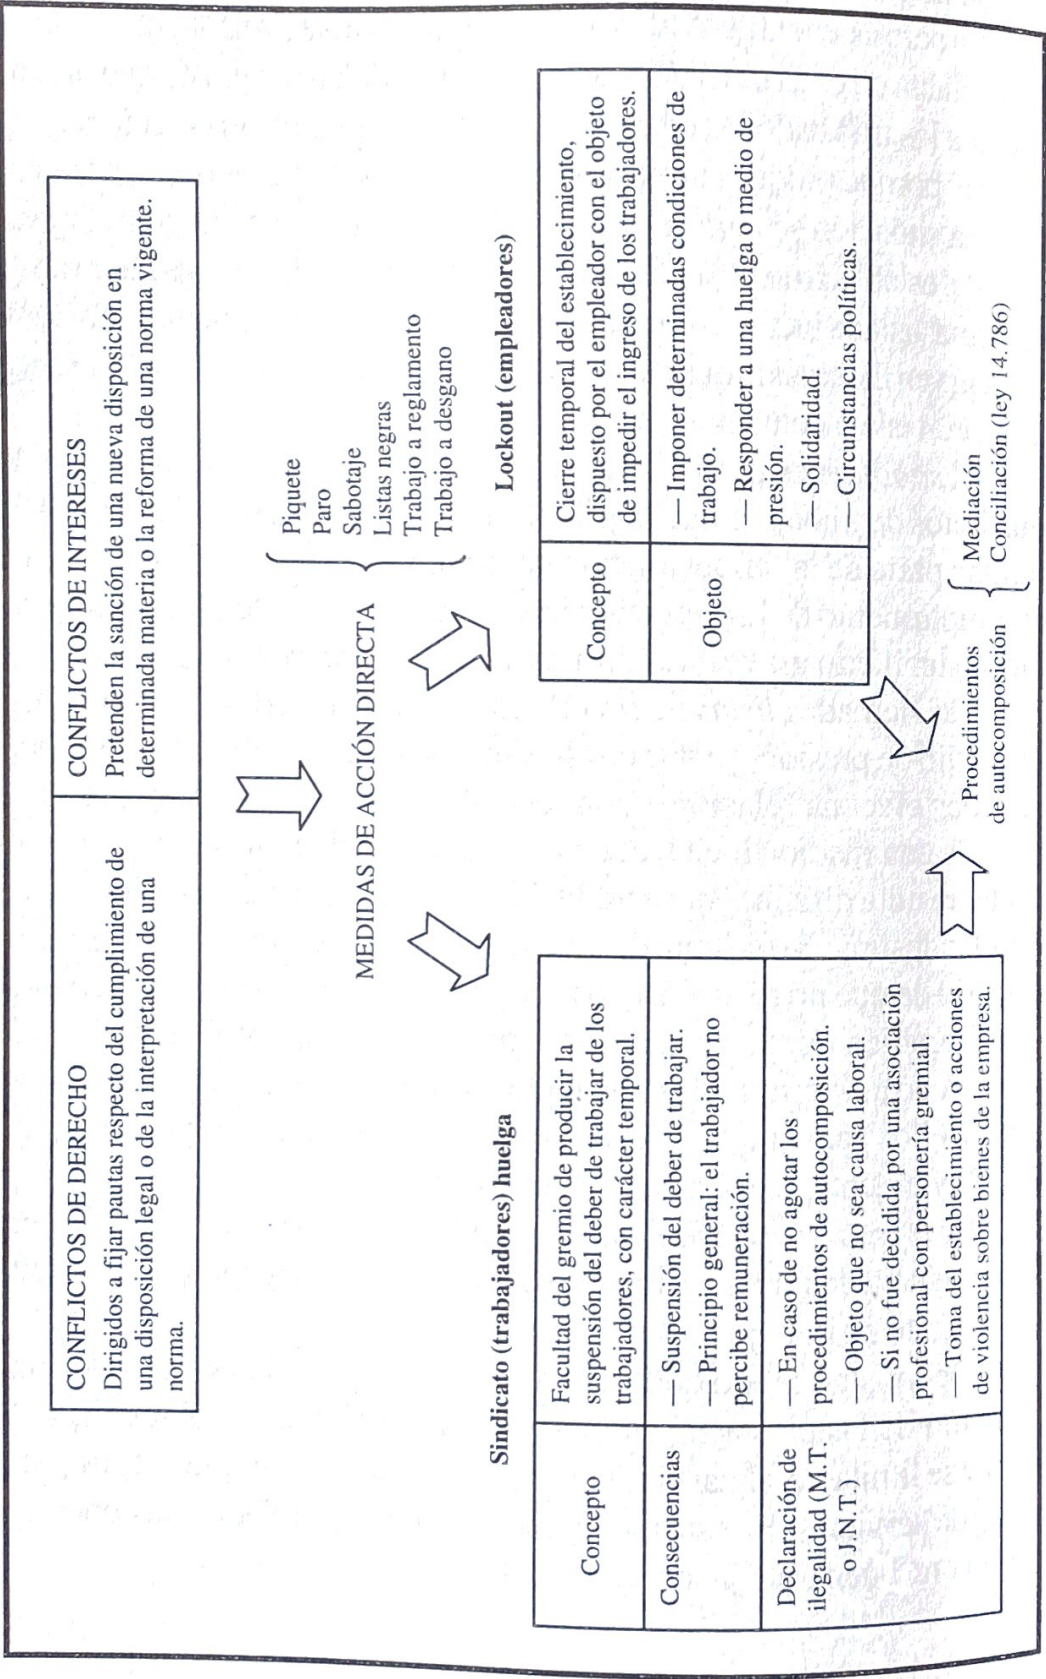 CONFLICTOS DE DERECHO
Dirigidos a fijar pautas respecto del cumplimiento de
una disposición legal o de la interpretación de una
norma.
CONFLICTOS DE INTERESES
Pretenden la sanción de una nueva disposición en
determinada materia o la reforma de una norma vigente.
MEDIDAS DE ACCIÓN DIRECTA
Piquete
Paro
Sabotaje
Listas negras
Trabajo a reglamento
Trabajo a desgano
Sindicato (trabajadores) huelga
Concepto
Facultad del gremio de producir la
suspensión del deber de trabajar de los
trabajadores, con carácter temporal.
Consecuencias
— Suspensión del deber de trabajar.
— Principio general: el trabajador no
percibe remuneración.
Declaración de
ilegalidad (M.T.
o J.N.T.)
— En caso de no agotar los
procedimientos de autocomposición.
— Objeto que no sea causa laboral.
— Si no fue decidida por una asociación
profesional con personería gremial.
— Toma del establecimiento o acciones
de violencia sobre bienes de la empresa.
Lockout (empleadores)
Concepto
Cierre temporal del establecimiento,
dispuesto por el empleador con el objeto
de impedir el ingreso de los trabajadores.
Objeto
— Imponer determinadas condiciones de
trabajo.
— Responder a una huelga o medio de
presión.
— Solidaridad.
— Circunstancias políticas.
Procedimientos
de autocomposición
Mediación
Conciliación (ley 14.786)